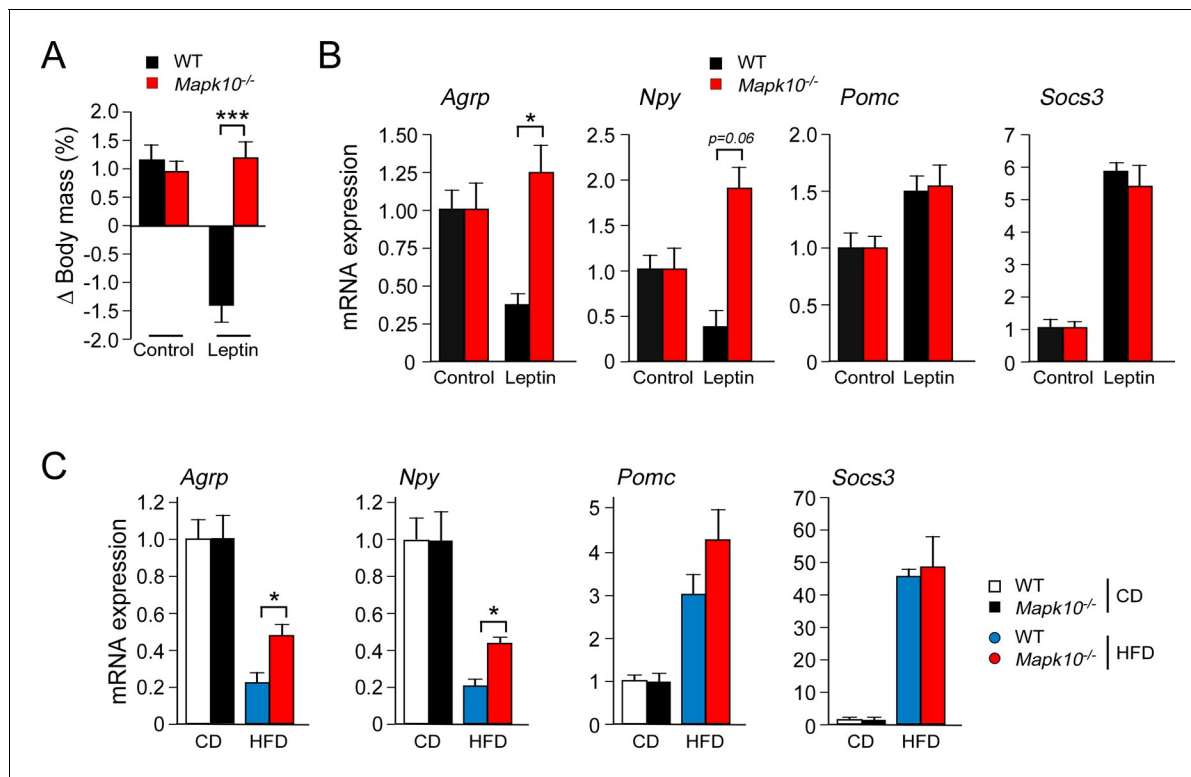 A
WT
Mapk10-/-
Δ Body mass (%)
2.0
1.5
1.0
0.5
0
-0.5
-1.0
-1.5
-2.0
***
Control Leptin
B
WT
Mapk10-/-
mRNA expression
Agrp
1.50
1.25
1.00
0.75
0.50
0.25
0
*
Control Leptin
Npy
2.5
2.0
1.5
1.0
0.5
0
p=0.06
Control Leptin
Pomc
2.0
1.5
1.0
0.5
0
Control Leptin
Socs3
7
6
5
4
3
2
1
0
Control Leptin
C
mRNA expression
Agrp
1.2
1.0
0.8
0.6
0.4
0.2
0
*
CD HFD
Npy
1.2
1.0
0.8
0.6
0.4
0.2
0
*
CD HFD
Pomc
5
4
3
2
1
0
CD HFD
Socs3
70
60
50
40
30
20
10
0
CD HFD
WT
Mapk10-/-
CD
WT
Mapk10-/-
HFD